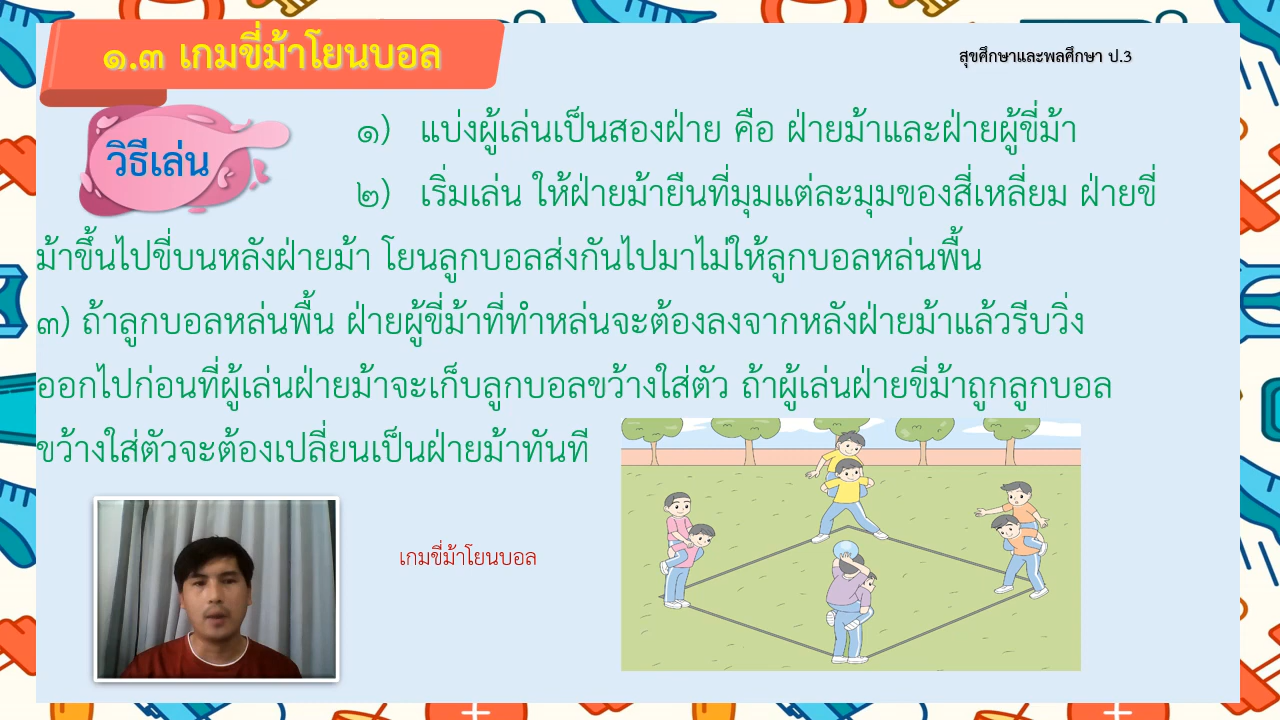 ๑.๓ เกมขี่ม้าโยนบอล
สุขศึกษาและพลศึกษา ป.3
วิธีเล่น
๑) แบ่งผู้เล่นเป็นสองฝ่าย คือ ฝ่ายม้าและฝ่ายผู้ขี่ม้า
๒) เริ่มเล่น ให้ฝ่ายม้ายืนที่มุมแต่ละมุมของสี่เหลี่ยม ฝ่ายขี่
ม้าขึ้นไปขี่บนหลังฝ่ายม้า โยนลูกบอลส่งกันไปมาไม่ให้ลูกบอลหล่นพื้น
๓) ถ้าลูกบอลหล่นพื้น ฝ่ายผู้ขี่ม้าที่ทำหล่นจะต้องลงจากหลังฝ่ายม้าแล้วรีบวิ่ง
ออกไปก่อนที่ผู้เล่นฝ่ายม้าจะเก็บลูกบอลขว้างใส่ตัว ถ้าผู้เล่นฝ่ายขี่ม้าถูกลูกบอล
ขว้างใส่ตัวจะต้องเปลี่ยนเป็นฝ่ายม้าทันที
เกมขี่ม้าโยนบอล